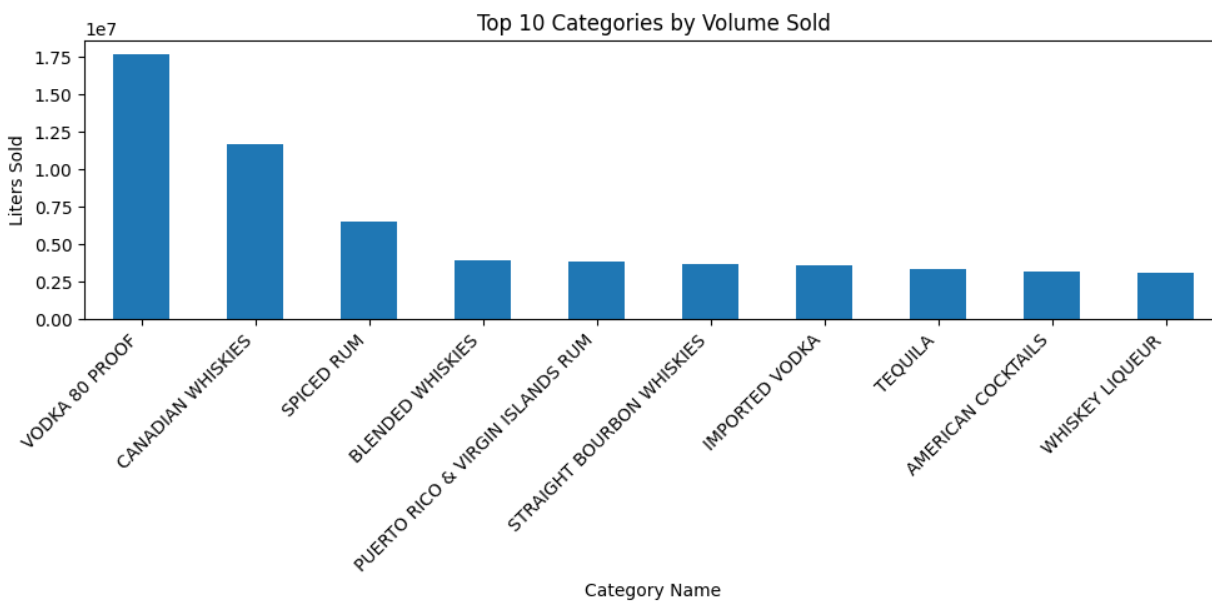 Top 10 Categories by Volume Sold
1e7
1.75
1.50
1.25
1.00
0.75
0.50
0.25
0.00
Liters Sold
VODKA 80 PROOF
CANADIAN WHISKIES
SPICED RUM
BLENDED WHISKIES
PUERTO RICO & VIRGIN ISLANDS RUM
STRAIGHT BOURBON WHISKIES
IMPORTED VODKA
TEQUILA
AMERICAN COCKTAILS
WHISKEY LIQUEUR
Category Name